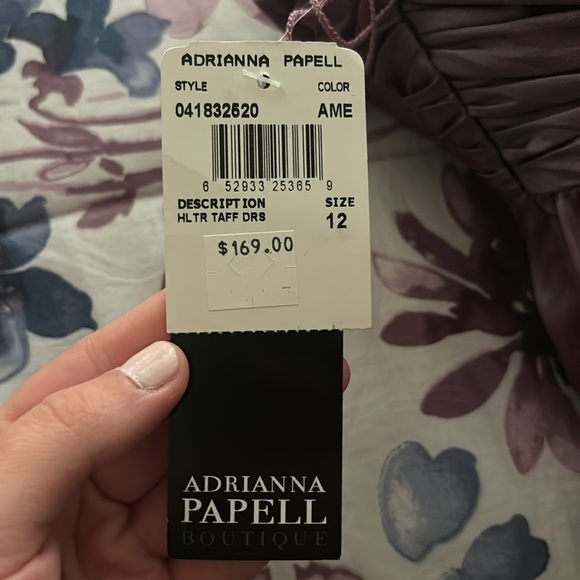 ADRIANNA PAPELL
STYLE COLOR
041832520 AME
6 52933 25365 9
DESCRIPTION SIZE
HLTR TAFF DRS 12
$169.00
ADRIANNA
PAPELL
BOUTIQUE